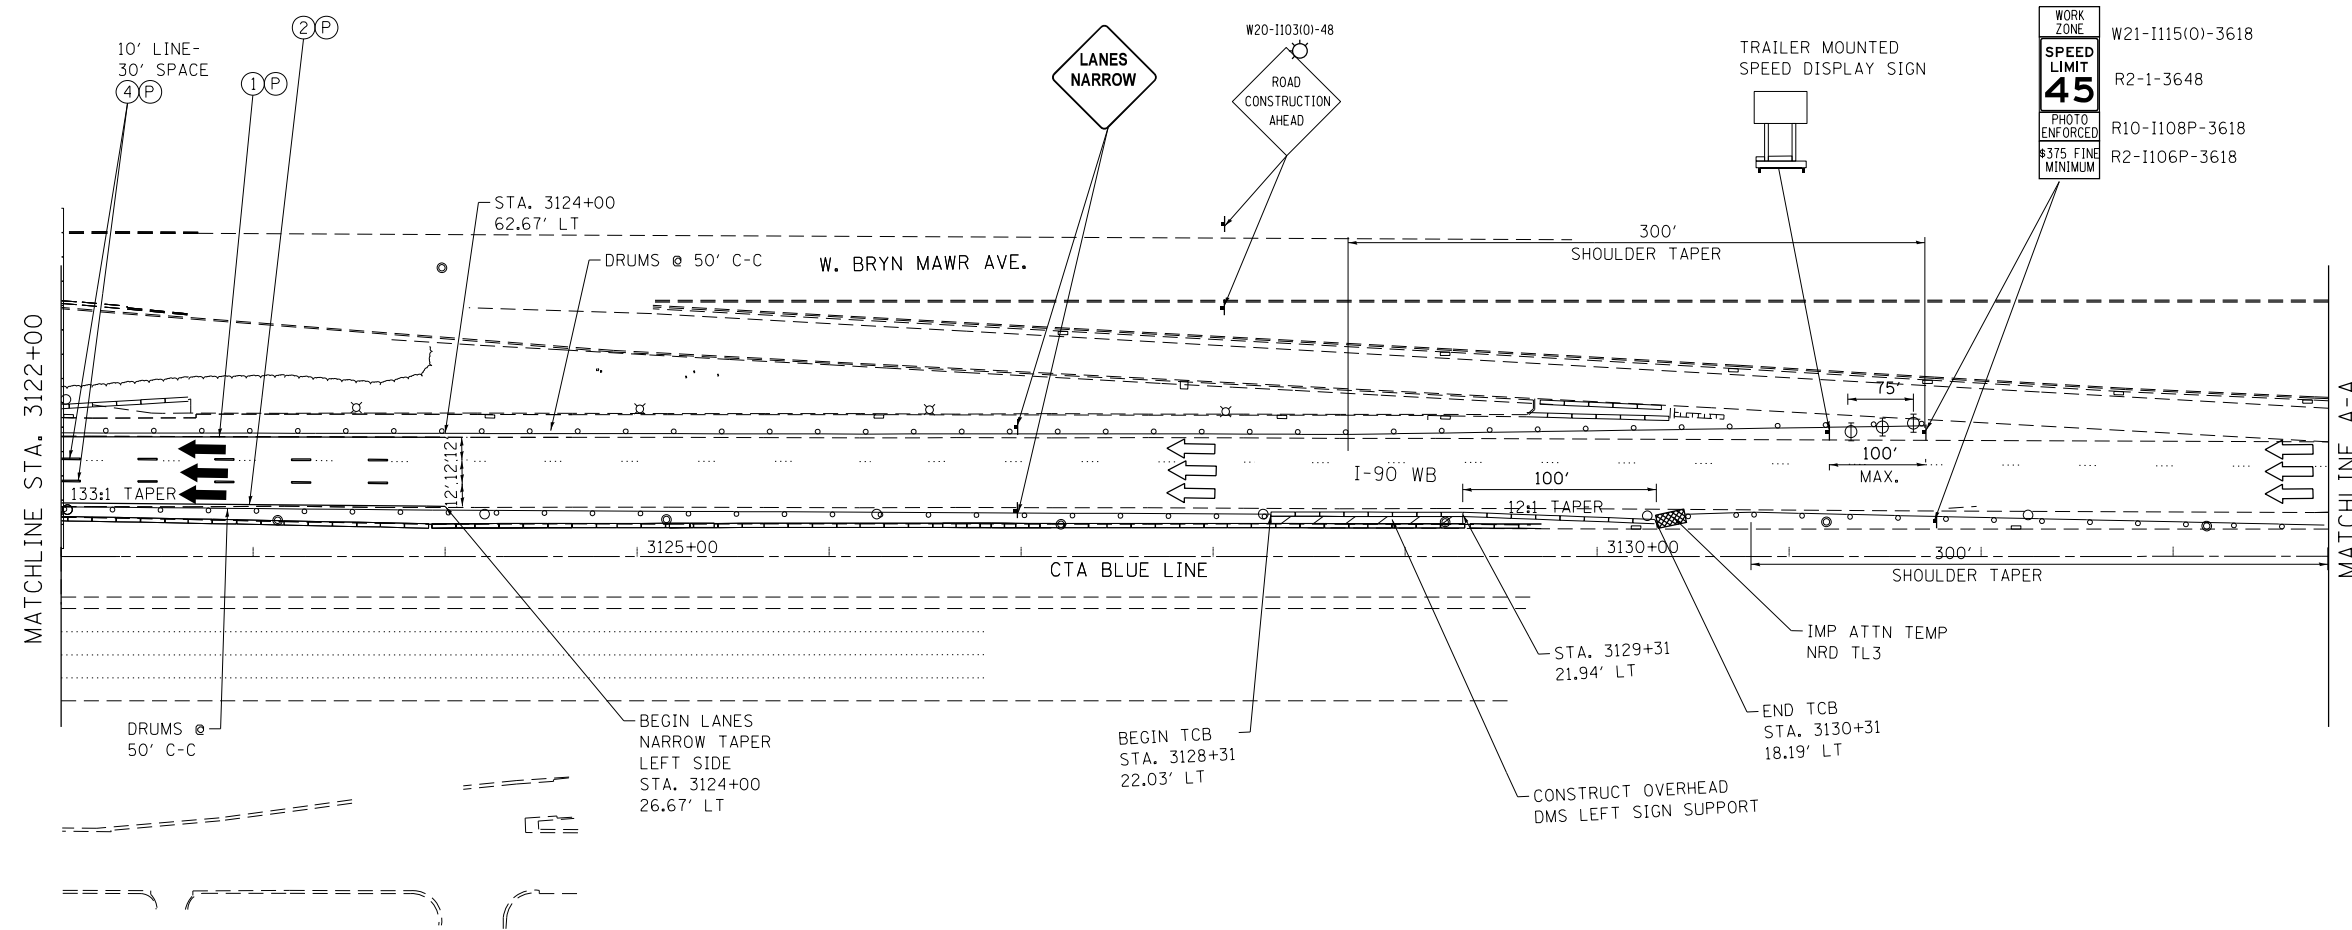 2 P
10' LINE-
30' SPACE
4 P
1 P
LANES
NARROW
W20-I103(O)-48
ROAD
CONSTRUCTION
AHEAD
TRAILER MOUNTED
SPEED DISPLAY SIGN
WORK
ZONE
SPEED
LIMIT
45
PHOTO
ENFORCED
$375 FINE
MINIMUM
W21-I115(O)-3618
R2-1-3648
R10-I108P-3618
R2-I106P-3618
STA. 3124+00
62.67' LT
DRUMS @ 50' C-C
W. BRYN MAWR AVE.
300'
SHOULDER TAPER
MATCHLINE STA. 3122+00
MATCHLINE A-A
75'
100'
MAX.
12'
12'
12'
133:1 TAPER
I-90 WB
100'
12:1 TAPER
3125+00
3130+00
CTA BLUE LINE
300'
SHOULDER TAPER
IMP ATTN TEMP
NRD TL3
STA. 3129+31
21.94' LT
DRUMS @
50' C-C
BEGIN LANES
NARROW TAPER
LEFT SIDE
STA. 3124+00
26.67' LT
BEGIN TCB
STA. 3128+31
22.03' LT
END TCB
STA. 3130+31
18.19' LT
CONSTRUCT OVERHEAD
DMS LEFT SIGN SUPPORT